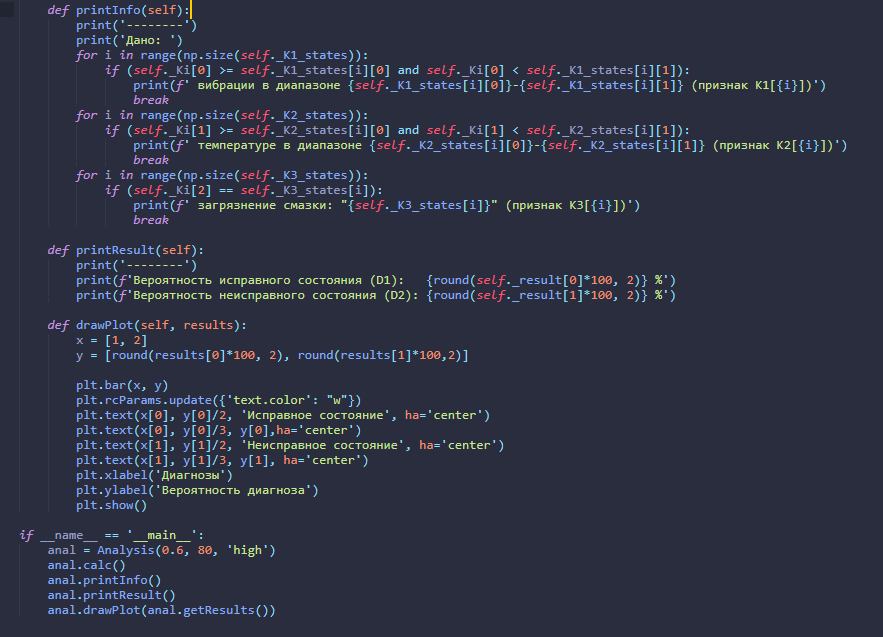 def printInfo(self):
print('--------')
print('Дано: ')
for i in range(np.size(self._K1_states)):
if (self._Ki[0] >= self._K1_states[i][0] and self._Ki[0] < self._K1_states[i][1]):
print(f' вибрации в диапазоне {self._K1_states[i][0]}-{self._K1_states[i][1]} (признак K1[{i}])')
break
for i in range(np.size(self._K2_states)):
if (self._Ki[1] >= self._K2_states[i][0] and self._Ki[1] < self._K2_states[i][1]):
print(f' температуре в диапазоне {self._K2_states[i][0]}-{self._K2_states[i][1]} (признак K2[{i}])')
break
for i in range(np.size(self._K3_states)):
if (self._Ki[2] == self._K3_states[i]):
print(f' загрязнение смазки: "{self._K3_states[i]}" (признак K3[{i}])')
break
def printResult(self):
print('--------')
print(f'Вероятность исправного состояния (D1):   {round(self._result[0]*100, 2)} %')
print(f'Вероятность неисправного состояния (D2): {round(self._result[1]*100, 2)} %')
def drawPlot(self, results):
x = [1, 2]
y = [round(results[0]*100, 2), round(results[1]*100,2)]
plt.bar(x, y)
plt.rcParams.update({'text.color': "w"})
plt.text(x[0], y[0]/2, 'Исправное состояние', ha='center')
plt.text(x[0], y[0]/3, y[0],ha='center')
plt.text(x[1], y[1]/2, 'Неисправное состояние', ha='center')
plt.text(x[1], y[1]/3, y[1], ha='center')
plt.xlabel('Диагнозы')
plt.ylabel('Вероятность диагноза')
plt.show()
if __name__ == '__main__':
anal = Analysis(0.6, 80, 'high')
anal.calc()
anal.printInfo()
anal.printResult()
anal.drawPlot(anal.getResults())